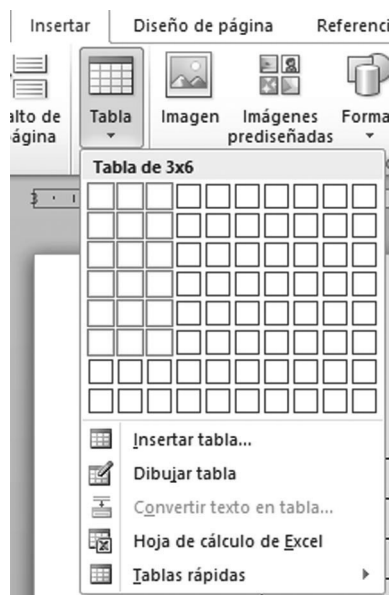 Insertar Diseño de página Referenci
alto de Tabla Imagen Imágenes Forma
ágina prediseñadas
Tabla de 3x6
3
Insertar tabla...
Dibujar tabla
Convertir texto en tabla...
Hoja de cálculo de Excel
Tablas rápidas